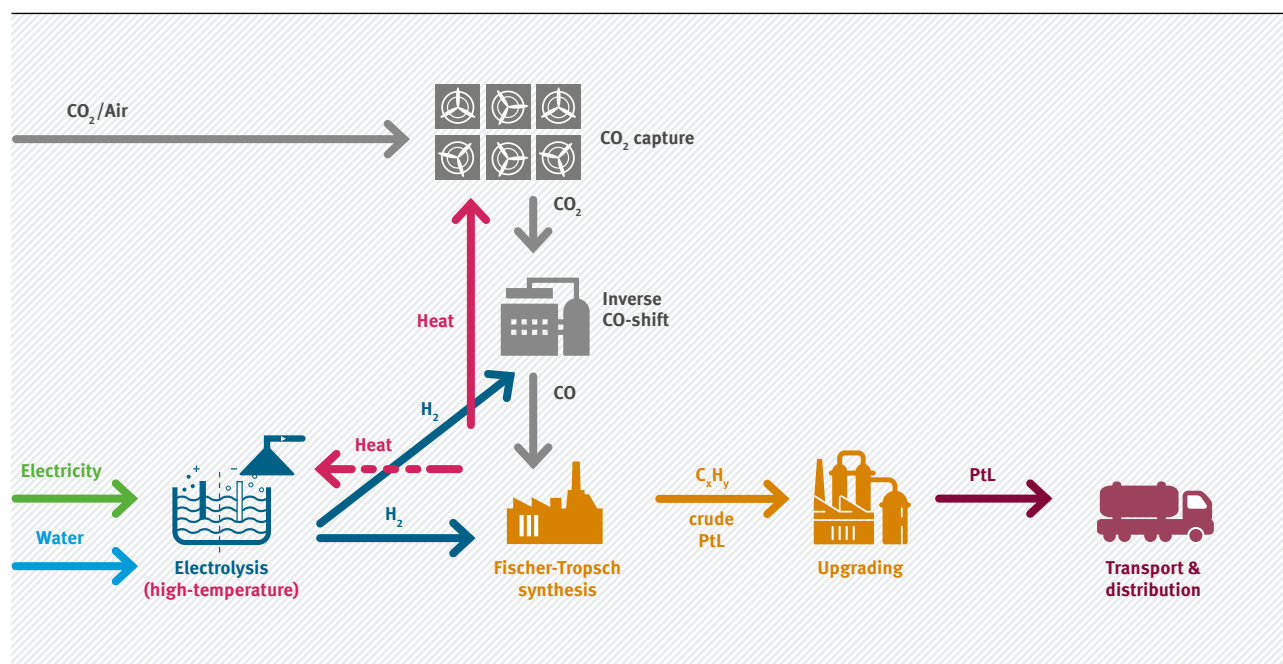 CO₂/Air
CO₂ capture
CO₂
Inverse
CO-shift
Heat
CO
H₂
Heat
Electricity
+
−
CₓHᵧ
PtL
H₂
crude
PtL
Water
Electrolysis
(high-temperature)
Fischer-Tropsch
synthesis
Upgrading
Transport &
distribution